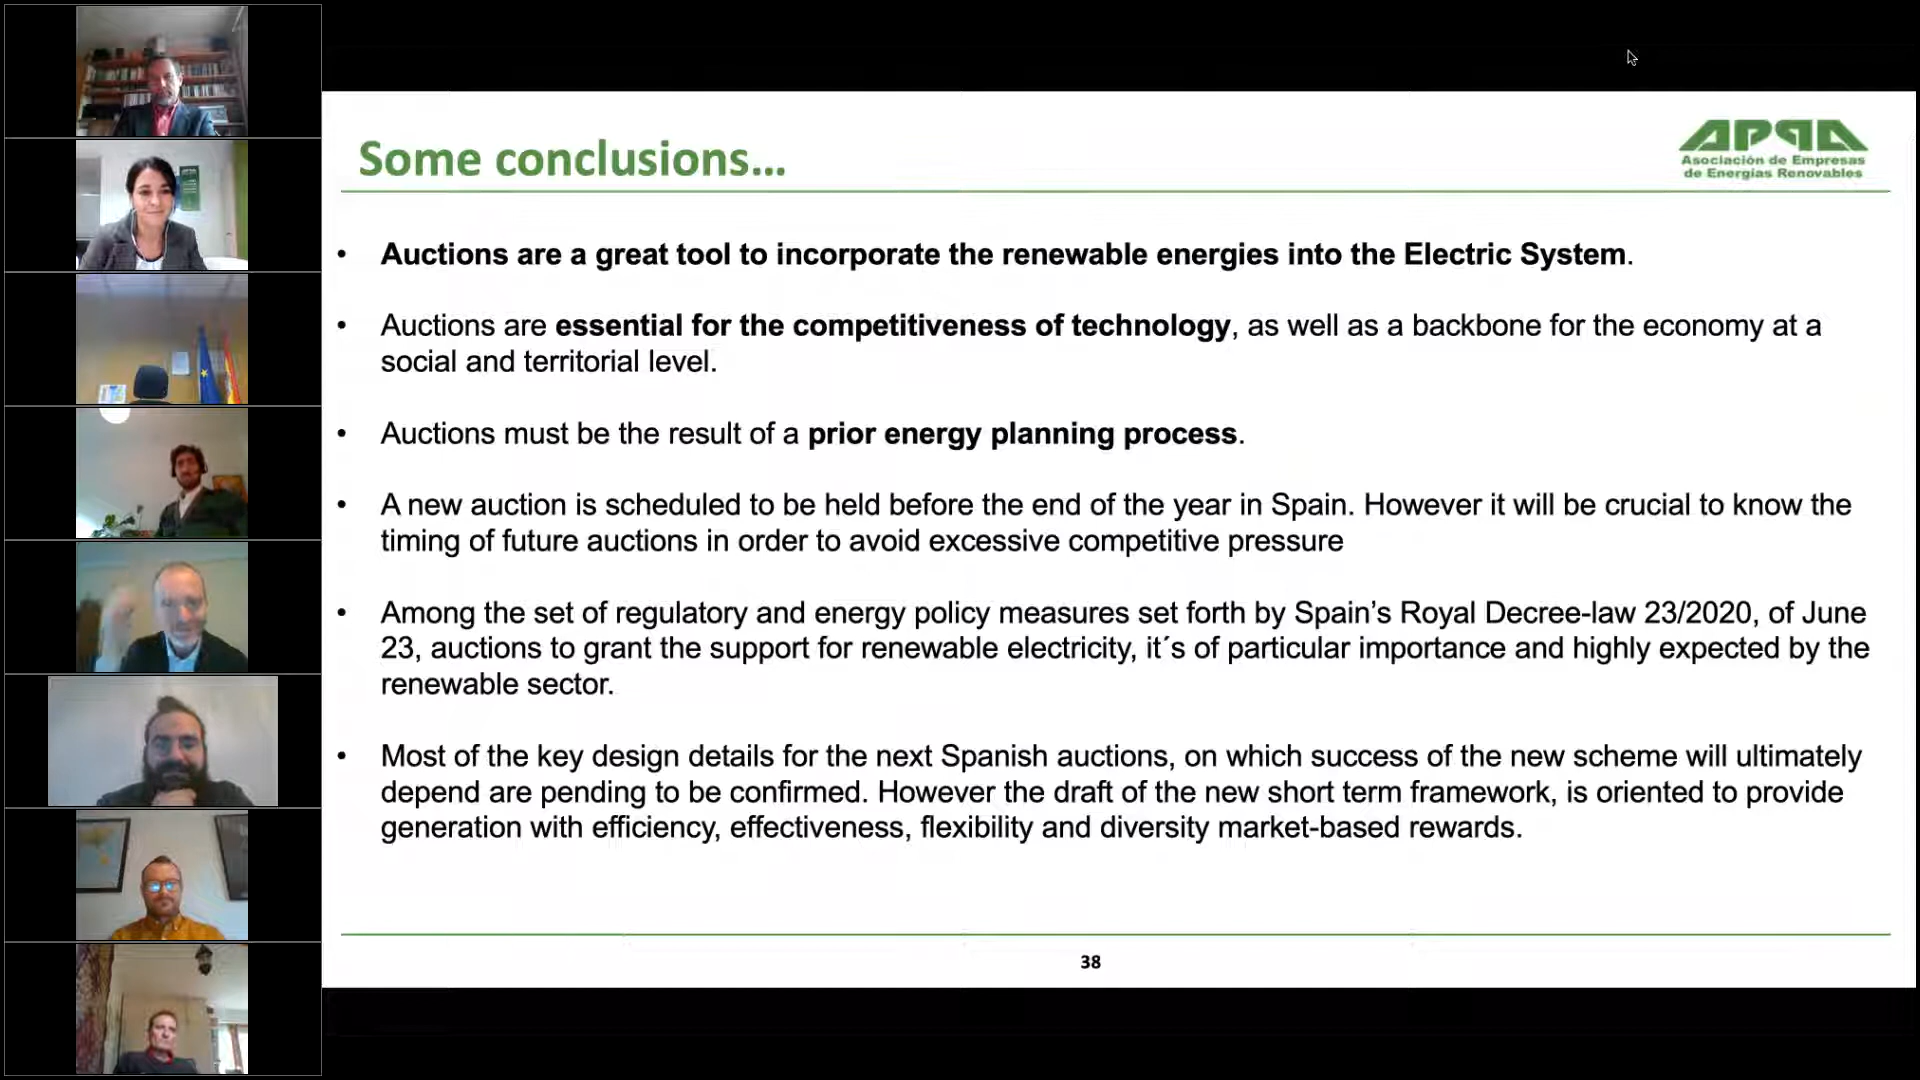 Some conclusions...
APPA
Asociación de Empresas
de Energías Renovables
• Auctions are a great tool to incorporate the renewable energies into the Electric System.
• Auctions are essential for the competitiveness of technology, as well as a backbone for the economy at a
social and territorial level.
• Auctions must be the result of a prior energy planning process.
• A new auction is scheduled to be held before the end of the year in Spain. However it will be crucial to know the
timing of future auctions in order to avoid excessive competitive pressure
• Among the set of regulatory and energy policy measures set forth by Spain’s Royal Decree-law 23/2020, of June
23, auctions to grant the support for renewable electricity, it´s of particular importance and highly expected by the
renewable sector.
• Most of the key design details for the next Spanish auctions, on which success of the new scheme will ultimately
depend are pending to be confirmed. However the draft of the new short term framework, is oriented to provide
generation with efficiency, effectiveness, flexibility and diversity market-based rewards.
38